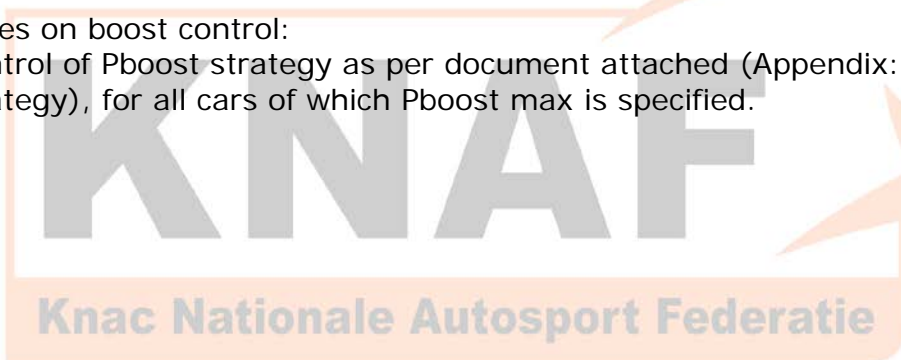 es on boost control:
ntrol of Pboost strategy as per document attached (Appendix:
ategy), for all cars of which Pboost max is specified.
KNAF
Knac Nationale Autosport Federatie